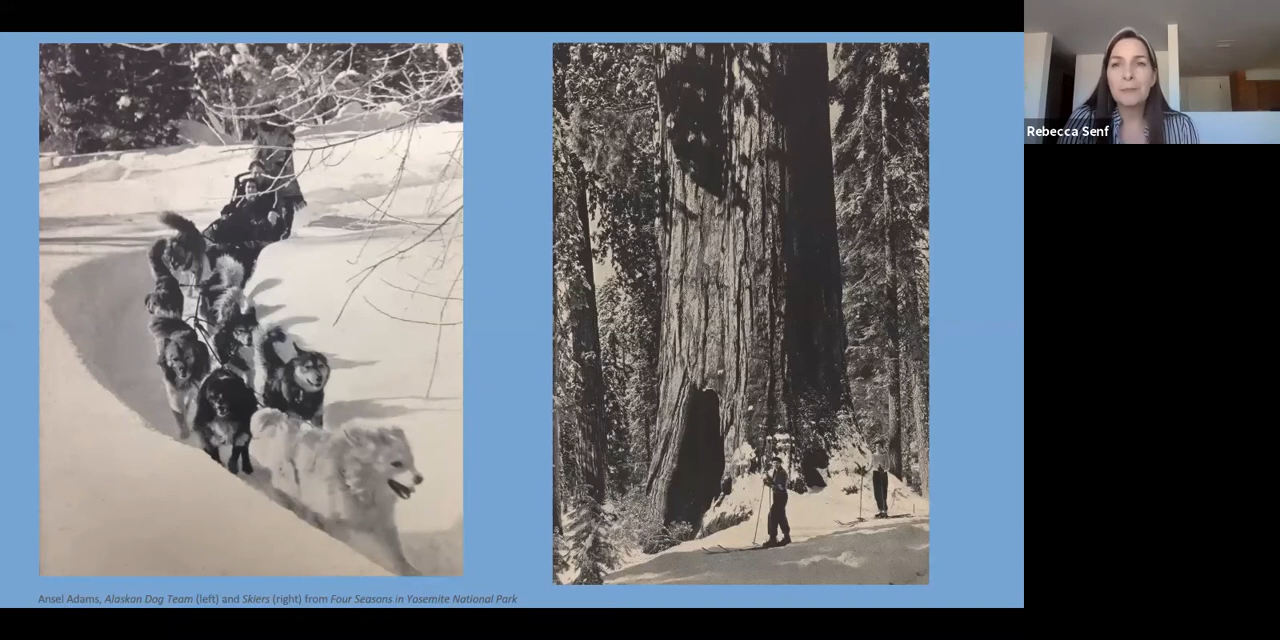 Rebecca Senf
Ansel Adams, Alaskan Dog Team (left) and Skiers (right) from Four Seasons in Yosemite National Park